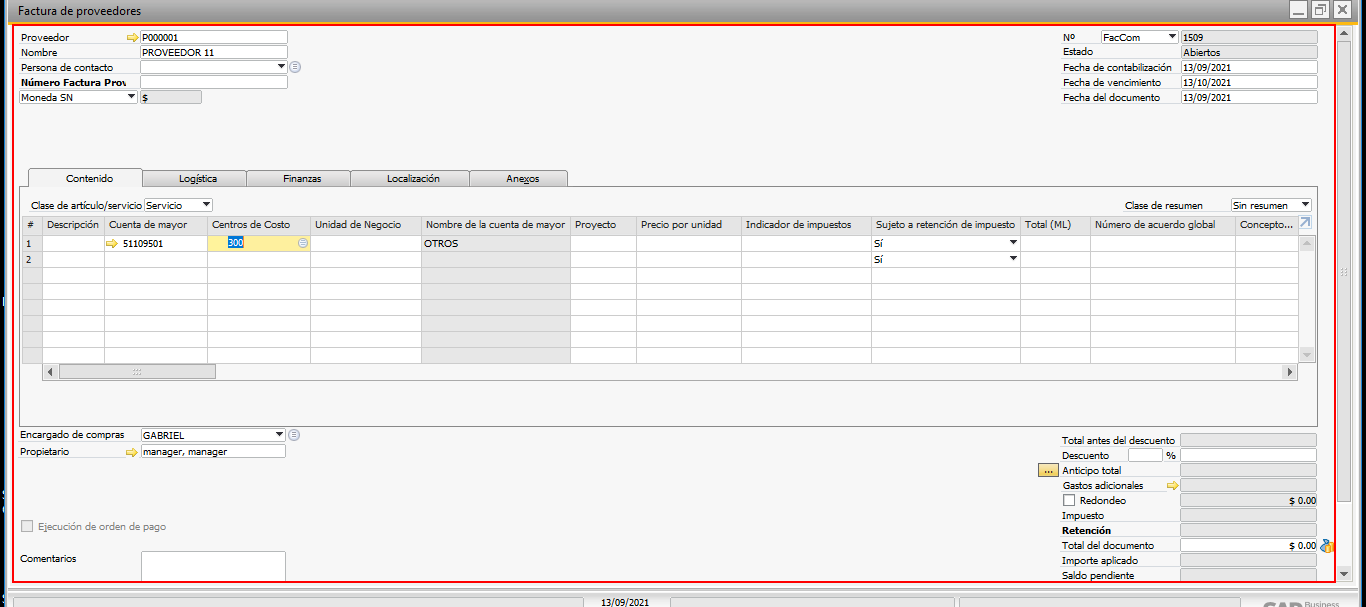 Factura de proveedores
Proveedor P000001
Nombre PROVEEDOR 11
Persona de contacto
Número Factura Prov
Moneda SN $
Nº FacCom 1509
Estado Abiertos
Fecha de contabilización 13/09/2021
Fecha de vencimiento 13/10/2021
Fecha del documento 13/09/2021
Contenido Logística Finanzas Localización Anexos
Clase de artículo/servicio Servicio Clase de resumen Sin resumen
# Descripción Cuenta de mayor Centros de Costo Unidad de Negocio Nombre de la cuenta de mayor Proyecto Precio por unidad Indicador de impuestos Sujeto a retención de impuesto Total (ML) Número de acuerdo global Concepto...
1 51109501 300 OTROS Sí
2 Sí
Encargado de compras GABRIEL
Propietario manager, manager
Ejecución de orden de pago
Comentarios
Total antes del descuento
Descuento %
... Anticipo total
Gastos adicionales
Redondeo $ 0.00
Impuesto
Retención
Total del documento $ 0.00
Importe aplicado
Saldo pendiente
13/09/2021
SAP Business